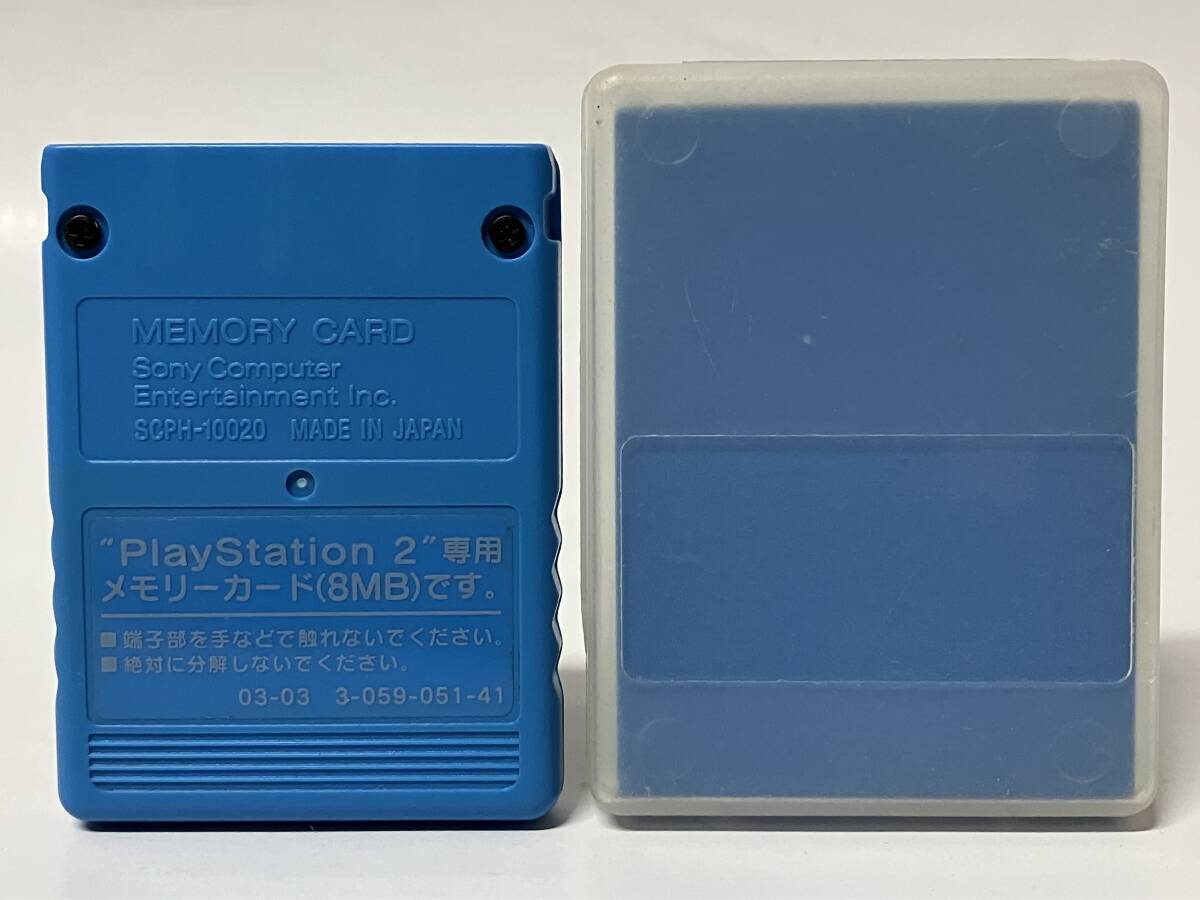 MEMORY CARD
Sony Computer
Entertainment Inc.
SCPH-10020 MADE IN JAPAN
“PlayStation 2”専用
メモリーカード(8MB)です。
■端子部を手などで触れないでください。
■絶対に分解しないでください。
03-03 3-059-051-41